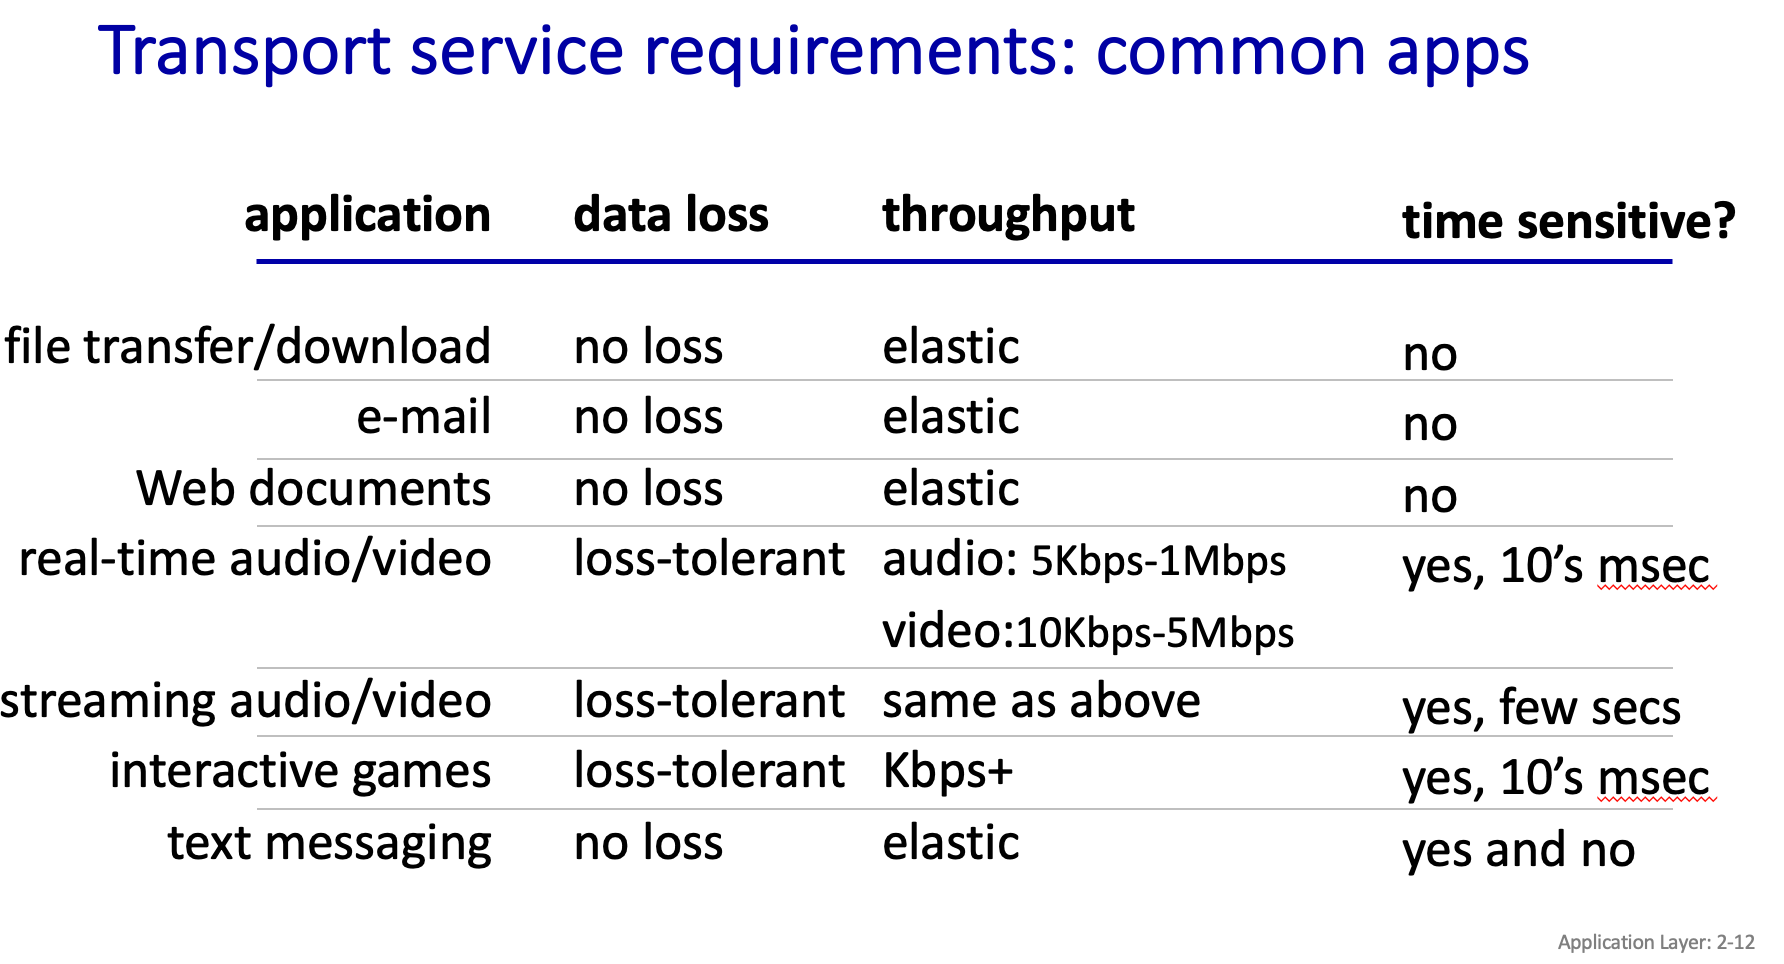 Transport service requirements: common apps
application data loss throughput time sensitive?
file transfer/download no loss elastic no
e-mail no loss elastic no
Web documents no loss elastic no
real-time audio/video loss-tolerant audio: 5Kbps-1Mbps yes, 10’s msec
video:10Kbps-5Mbps
streaming audio/video loss-tolerant same as above yes, few secs
interactive games loss-tolerant Kbps+ yes, 10’s msec
text messaging no loss elastic yes and no
Application Layer: 2-12